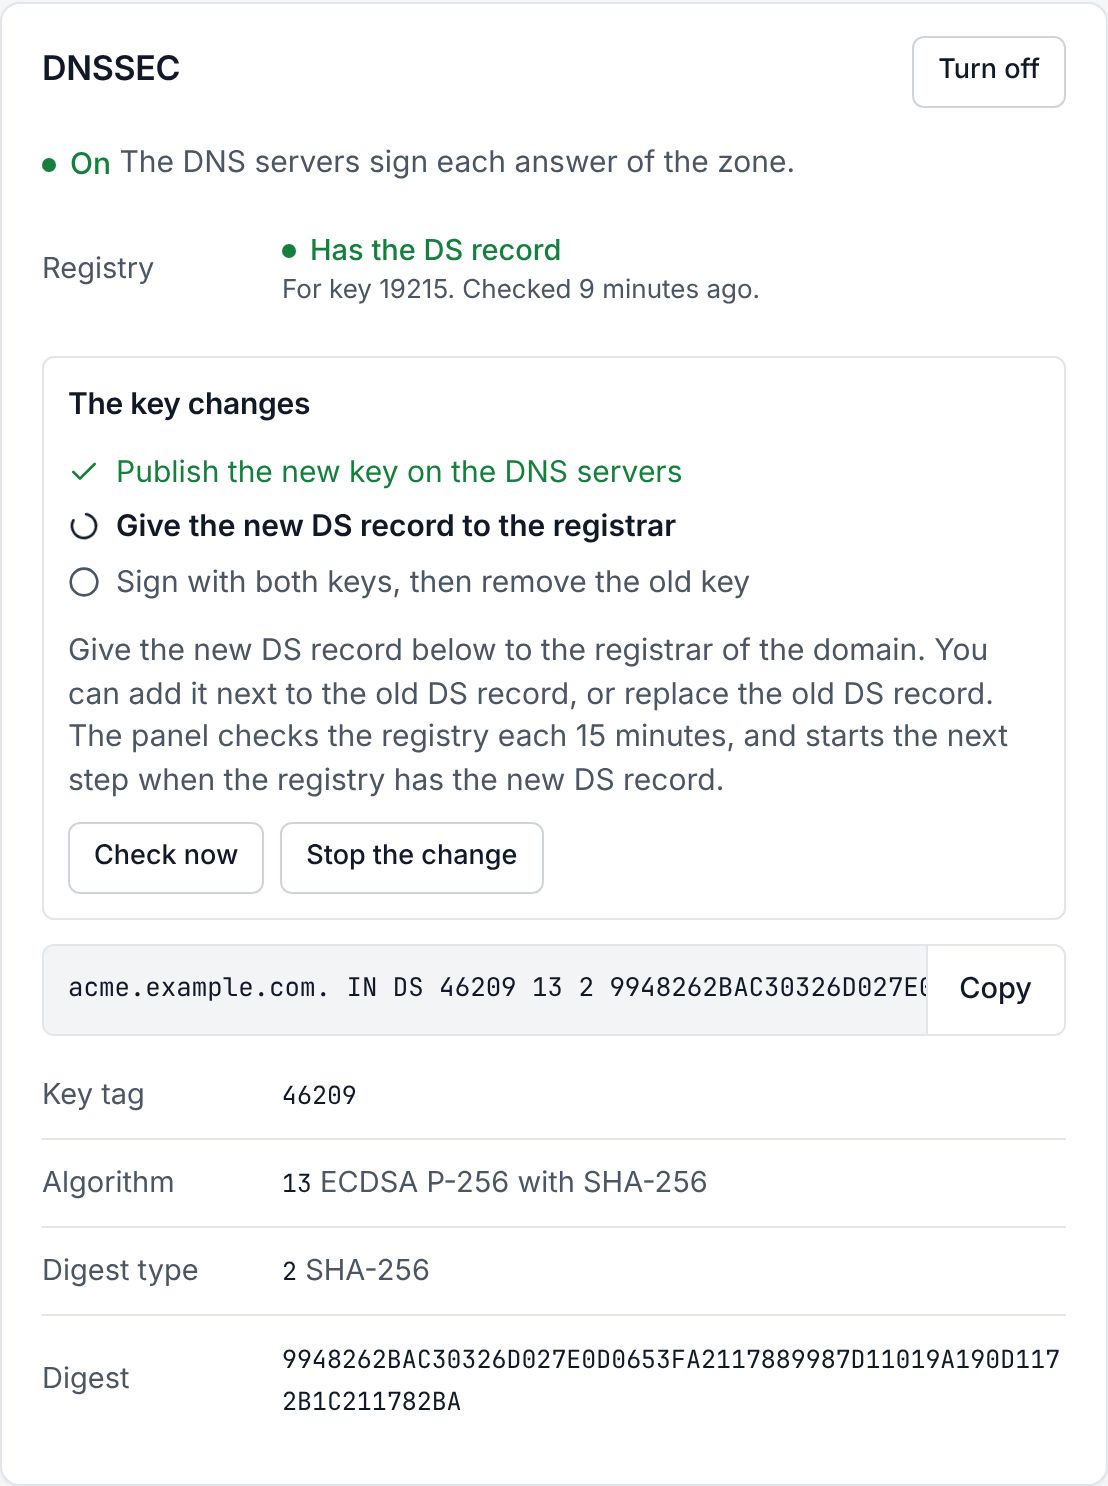 DNSSEC
Turn off
On The DNS servers sign each answer of the zone.
Registry
Has the DS record
For key 19215. Checked 9 minutes ago.
The key changes
Publish the new key on the DNS servers
Give the new DS record to the registrar
Sign with both keys, then remove the old key
Give the new DS record below to the registrar of the domain. You
can add it next to the old DS record, or replace the old DS record.
The panel checks the registry each 15 minutes, and starts the next
step when the registry has the new DS record.
Check now
Stop the change
acme.example.com. IN DS 46209 13 2 9948262BAC30326D027E0
Copy
Key tag
46209
Algorithm
13 ECDSA P-256 with SHA-256
Digest type
2 SHA-256
Digest
9948262BAC30326D027E0D0653FA2117889987D11019A190D117
2B1C211782BA